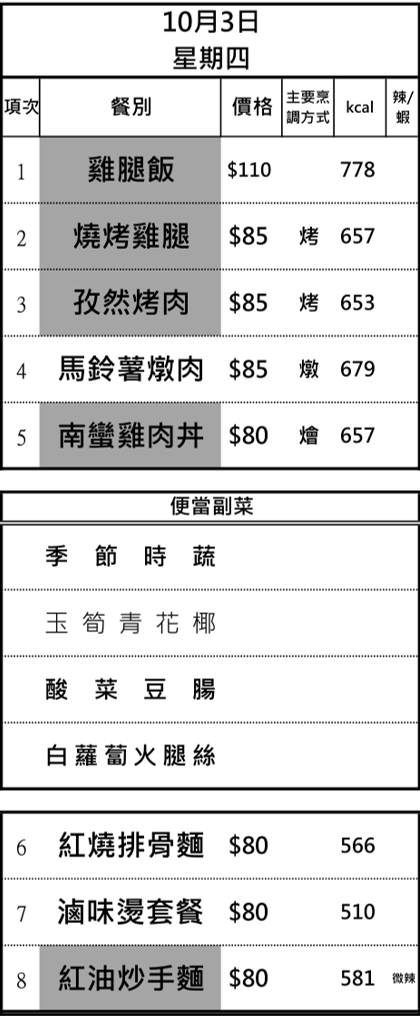 10月3日
星期四
項次 餐別 價格 主要烹調方式 kcal 辣/蝦
1 雞腿飯 $110 778
2 燒烤雞腿 $85 烤 657
3 孜然烤肉 $85 烤 653
4 馬鈴薯燉肉 $85 燉 679
5 南蠻雞肉丼 $80 燴 657
便當副菜
季節時蔬
玉筍青花椰
酸菜豆腸
白蘿蔔火腿絲
6 紅燒排骨麵 $80 566
7 滷味燙套餐 $80 510
8 紅油炒手麵 $80 581 微辣